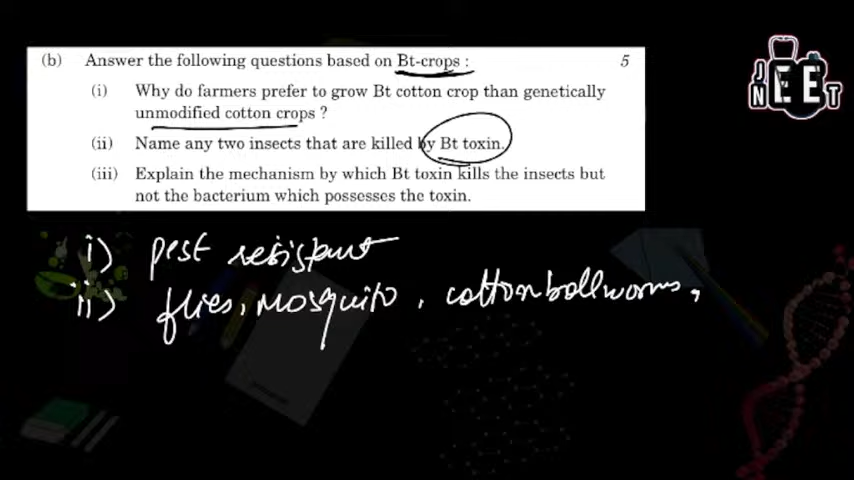 (b) Answer the following questions based on Bt-crops : 5
(i) Why do farmers prefer to grow Bt cotton crop than genetically
unmodified cotton crops ?
(ii) Name any two insects that are killed by Bt toxin.
(iii) Explain the mechanism by which Bt toxin kills the insects but
not the bacterium which possesses the toxin.
JNEET
i) pest resistant
ii) flies, Mosquito, cottonbollworms,